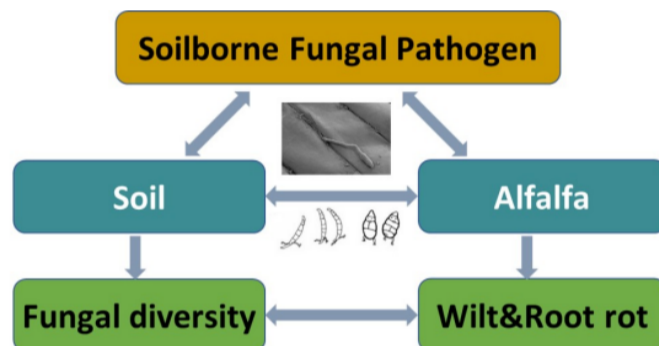 Soilborne Fungal Pathogen
Soil
Alfalfa
Fungal diversity
Wilt&Root rot